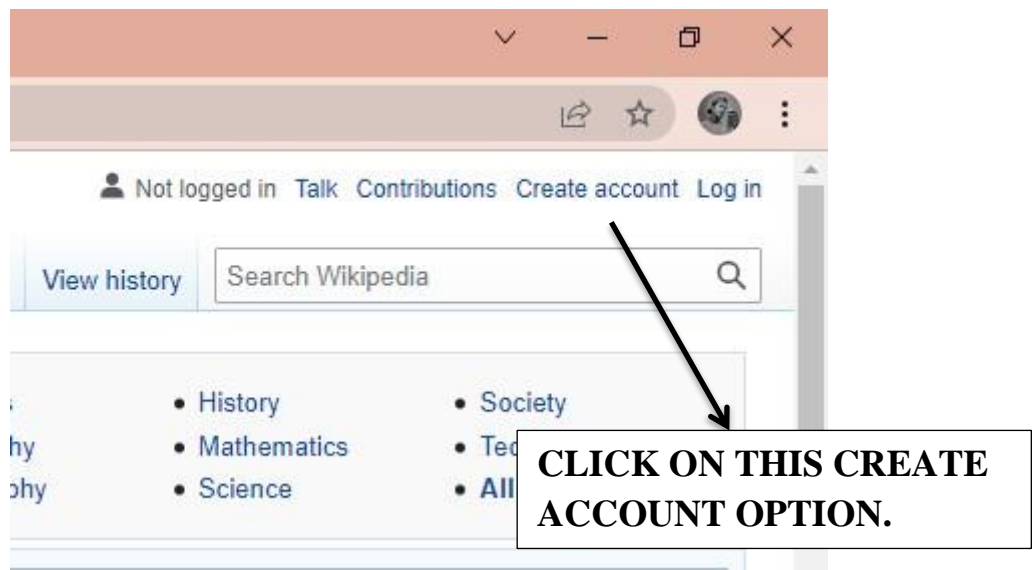 Not logged in Talk Contributions Create account Log in
View history Search Wikipedia
History
Society
hy
Mathematics
phy
Science
All
CLICK ON THIS CREATE
ACCOUNT OPTION.